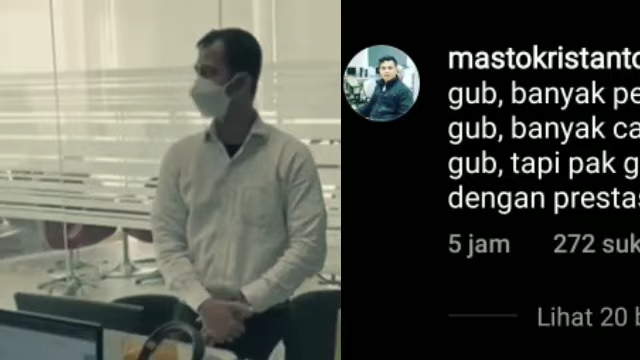 mastokristanto
gub, banyak pe
gub, banyak ca
gub, tapi pak g
dengan prestas
5 jam 272 suk
Lihat 20 b